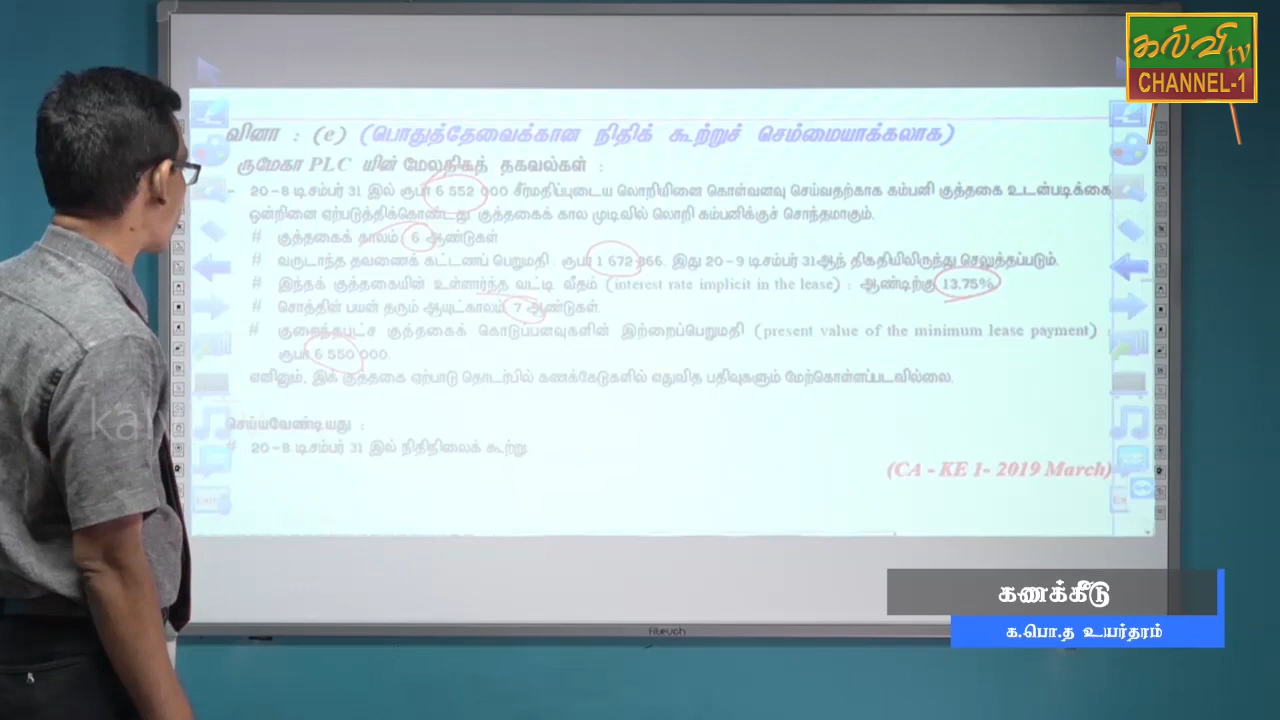 கல்வி tv
CHANNEL-1
வினா : (e) (பொதுத்தேவைக்கான நிதிக் கூற்றுச் செம்மையாக்கலாக)
ருமேகா PLC யின் மேலதிகத் தகவல்கள் :
- 20-8 டிசம்பர் 31 இல் ரூபா 6 552 000 சீர்மதிப்புடைய லொறியினை கொள்வனவு செய்வதற்காக கம்பனி குத்தகை உடன்படிக்கை
ஒன்றினை ஏற்படுத்திக்கொண்டது. குத்தகைக் கால முடிவில் லொறி கம்பனிக்குச் சொந்தமாகும்.
# குத்தகைக் தாலம் 6 ஆண்டுகள்
# வருடாந்த தவணைக் கட்டணப் பெறுமதி : ரூபா 1 672 866. இது 20-9 டிசம்பர் 31ஆந் திகதியிலிருந்து செலுத்தப்படும்.
# இந்தக் குத்தகையின் உள்ளார்ந்த வட்டி வீதம் (interest rate implicit in the lease) : ஆண்டிற்கு 13.75%
# சொத்தின் பயன் தரும் ஆயுட்காலம் 7 ஆண்டுகள்.
# குறைந்தபட்ச குத்தகைக் கொடுப்பனவுகளின் இற்றைப்பெறுமதி (present value of the minimum lease payment) :
ரூபா 6 550 000.
எனினும், இக் குத்தகை ஏற்பாடு தொடர்பில் கணக்கேடுகளில் எதுவித பதிவுகளும் மேற்கொள்ளப்படவில்லை.
செய்யவேண்டியது :
# 20-8 டிசம்பர் 31 இல் நிதிநிலைக் கூற்று
(CA - KE 1- 2019 March)
கணக்கீடு
க.பொ.த உயர்தரம்